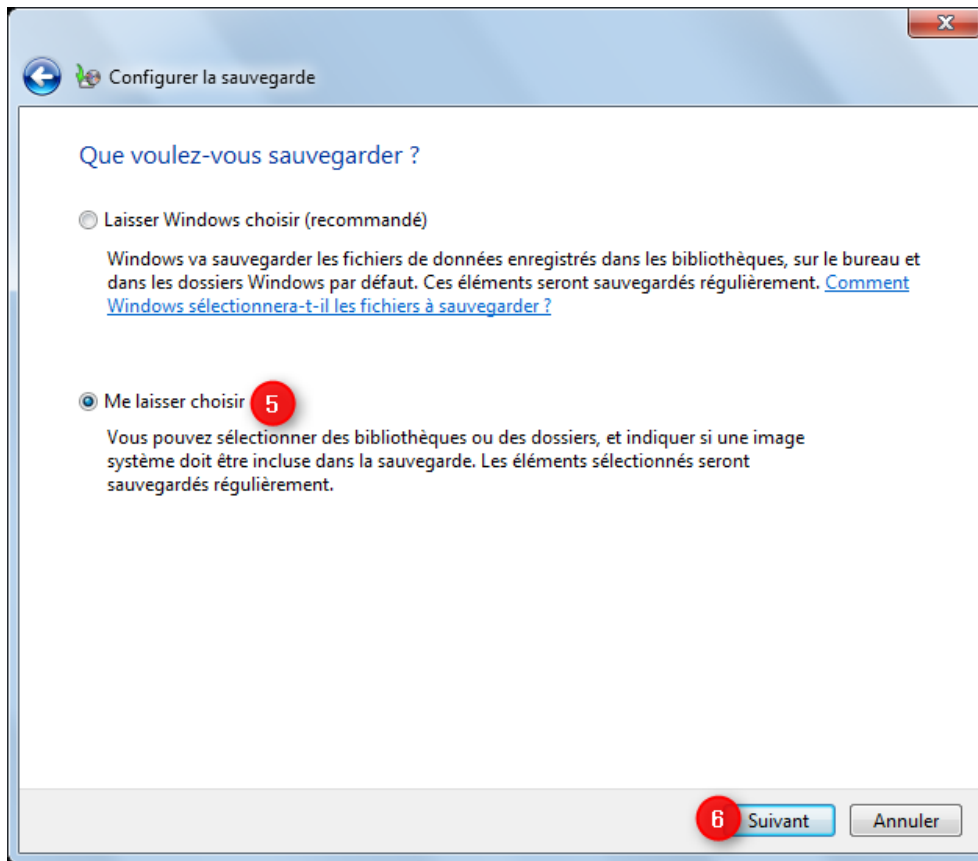 Configurer la sauvegarde
Que voulez-vous sauvegarder ?
Laisser Windows choisir (recommandé)
Windows va sauvegarder les fichiers de données enregistrés dans les bibliothèques, sur le bureau et
dans les dossiers Windows par défaut. Ces éléments seront sauvegardés régulièrement. Comment
Windows sélectionnera-t-il les fichiers à sauvegarder ?
Me laisser choisir 5
Vous pouvez sélectionner des bibliothèques ou des dossiers, et indiquer si une image
système doit être incluse dans la sauvegarde. Les éléments sélectionnés seront
sauvegardés régulièrement.
6 Suivant Annuler